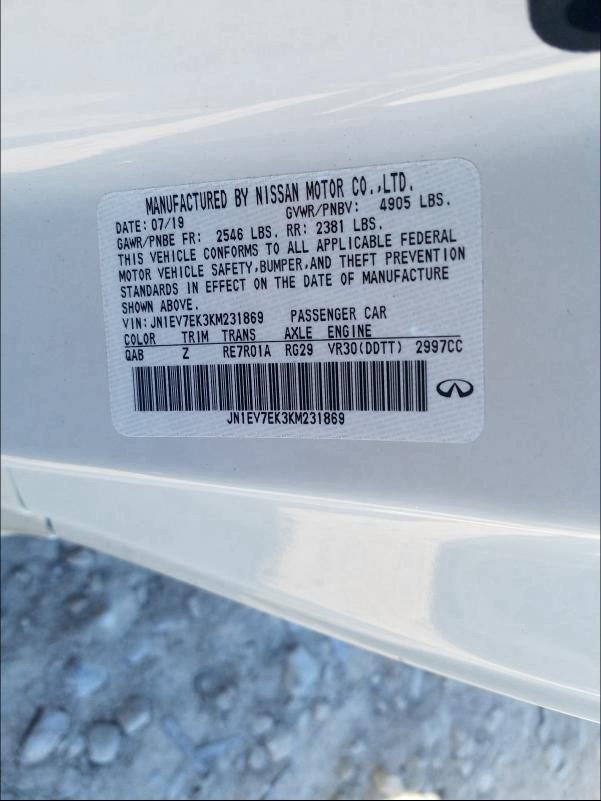 MANUFACTURED BY NISSAN MOTOR CO.,LTD.
DATE: 07/19 GVWR/PNBV: 4905 LBS.
GAWR/PNBE FR: 2546 LBS. RR: 2381 LBS.
THIS VEHICLE CONFORMS TO ALL APPLICABLE FEDERAL
MOTOR VEHICLE SAFETY,BUMPER,AND THEFT PREVENTION
STANDARDS IN EFFECT ON THE DATE OF MANUFACTURE
SHOWN ABOVE.
VIN: JN1EV7EK3KM231869 PASSENGER CAR
COLOR TRIM TRANS AXLE ENGINE
QAB Z RE7R01A RG29 VR30(DDTT) 2997CC
JN1EV7EK3KM231869